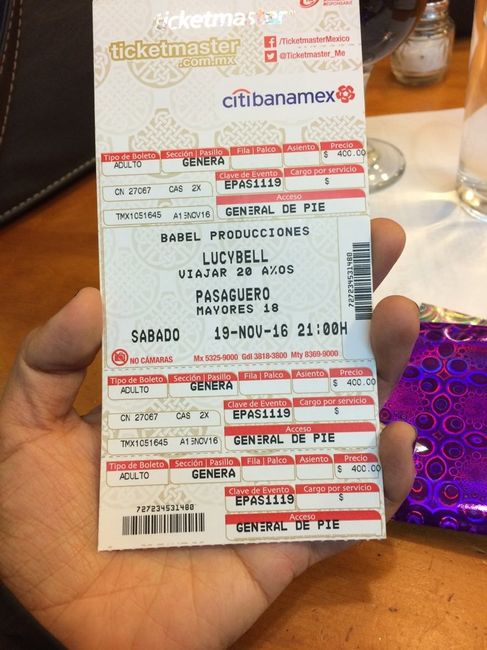 ticketmaster
RESPONSABLE
ticketmaster
.com.mx
/TicketmasterMexico
@Ticketmaster_Me
citibanamex
Tipo de Boleto Sección | Pasillo Fila | Palco Asiento Precio
ADULTO GENERA $ 400.00
Clave de Evento Cargo por servicio
CN 27067 CAS 2X EPAS1119 $
Acceso
TMX1051645 A15NOV16 GENERAL DE PIE
BABEL PRODUCCIONES
LUCYBELL
VIAJAR 20 A%OS
PASAGUERO
MAYORES 18
SABADO 19-NOV-16 21:00H
727234531480
NO CÁMARAS Mx 5325-9000 Gdl 3818-3800 Mty 8369-9000
Tipo de Boleto Sección | Pasillo Fila | Palco Asiento Precio
ADULTO GENERA $ 400.00
Clave de Evento Cargo por servicio
CN 27067 CAS 2X EPAS1119 $
Acceso
TMX1051645 A15NOV16 GENERAL DE PIE
Tipo de Boleto Sección | Pasillo Fila | Palco Asiento Precio
ADULTO GENERA $ 400.00
Clave de Evento Cargo por servicio
727234531480 EPAS1119 $
Acceso
GENERAL DE PIE